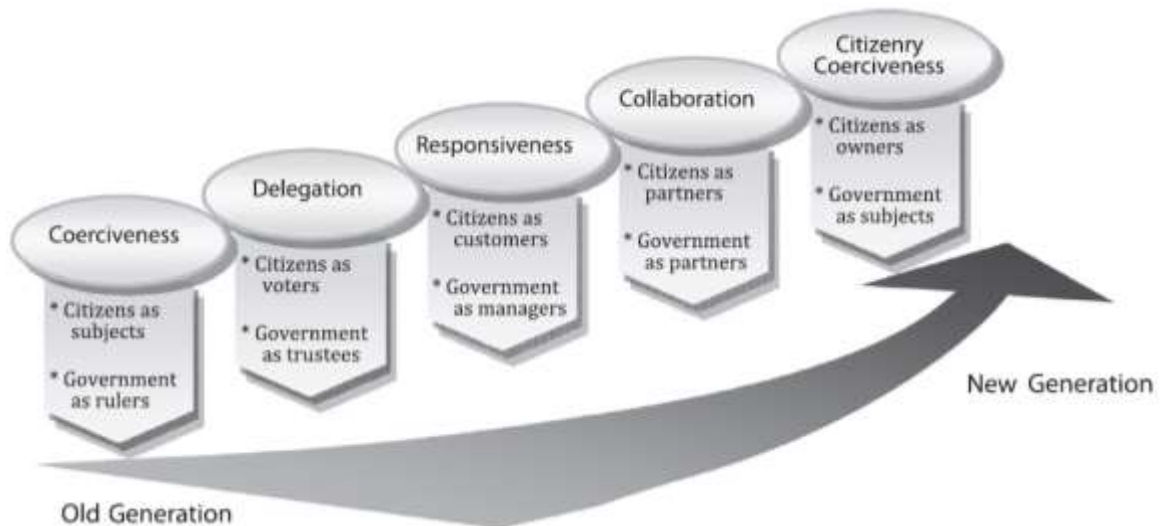 Coerciveness
* Citizens as
subjects
* Government
as rulers
Delegation
* Citizens as
voters
* Government
as trustees
Responsiveness
* Citizens as
customers
* Government
as managers
Collaboration
* Citizens as
partners
* Government
as partners
Citizenry
Coerciveness
* Citizens as
owners
* Government
as subjects
Old Generation
New Generation